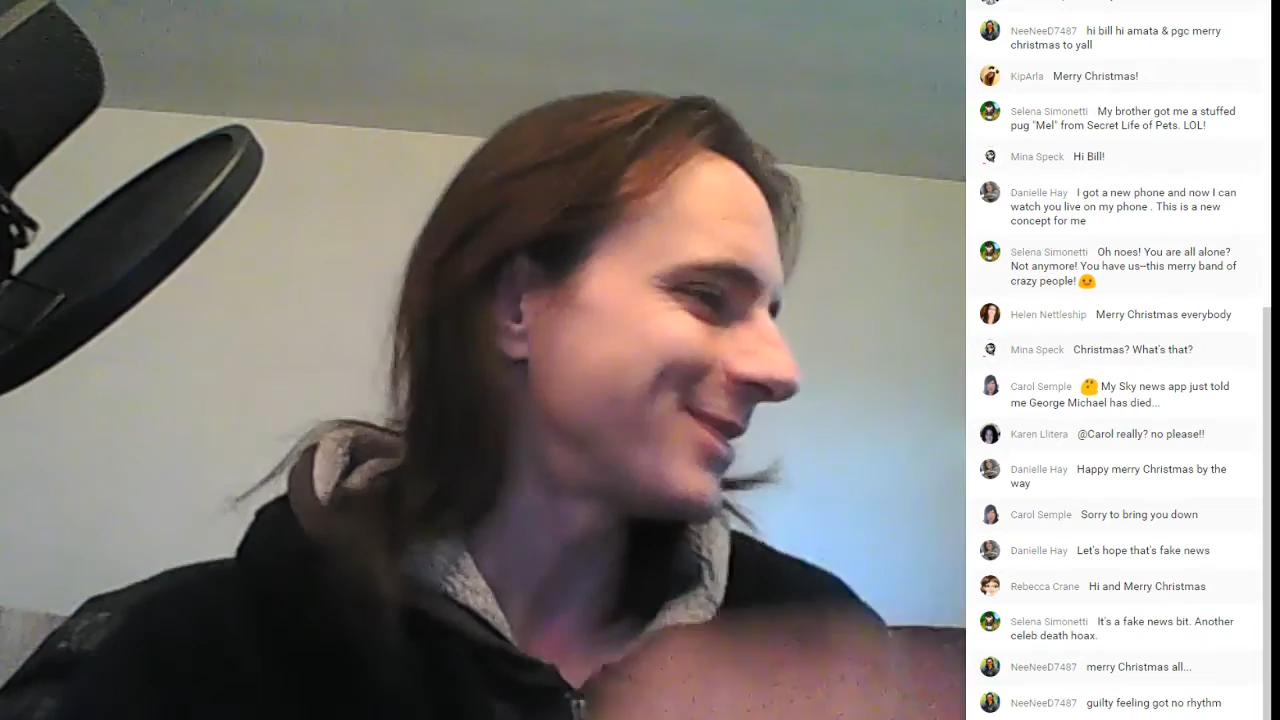 NeeNeeD7487 hi bill hi amata & pgc merry
christmas to yall
KipArla Merry Christmas!
Selena Simonetti My brother got me a stuffed
pug "Mel" from Secret Life of Pets. LOL!
Mina Speck Hi Bill!
Danielle Hay I got a new phone and now I can
watch you live on my phone . This is a new
concept for me
Selena Simonetti Oh noes! You are all alone?
Not anymore! You have us--this merry band of
crazy people!
Helen Nettleship Merry Christmas everybody
Mina Speck Christmas? What's that?
Carol Semple My Sky news app just told
me George Michael has died...
Karen Llitera @Carol really? no please!!
Danielle Hay Happy merry Christmas by the
way
Carol Semple Sorry to bring you down
Danielle Hay Let's hope that's fake news
Rebecca Crane Hi and Merry Christmas
Selena Simonetti It's a fake news bit. Another
celeb death hoax.
NeeNeeD7487 merry Christmas all...
NeeNeeD7487 guilty feeling got no rhythm